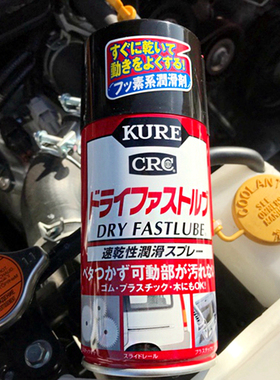 すぐに乾いて
動きをよくする!
フッ素系潤滑剤
KURE
CRC
ドライファストルブ
DRY FASTLUBE
速乾性潤滑スプレー
ベタつかず可動部が汚れない
ゴム・プラスチック・木にもOK!
スライドレール
COOLANT